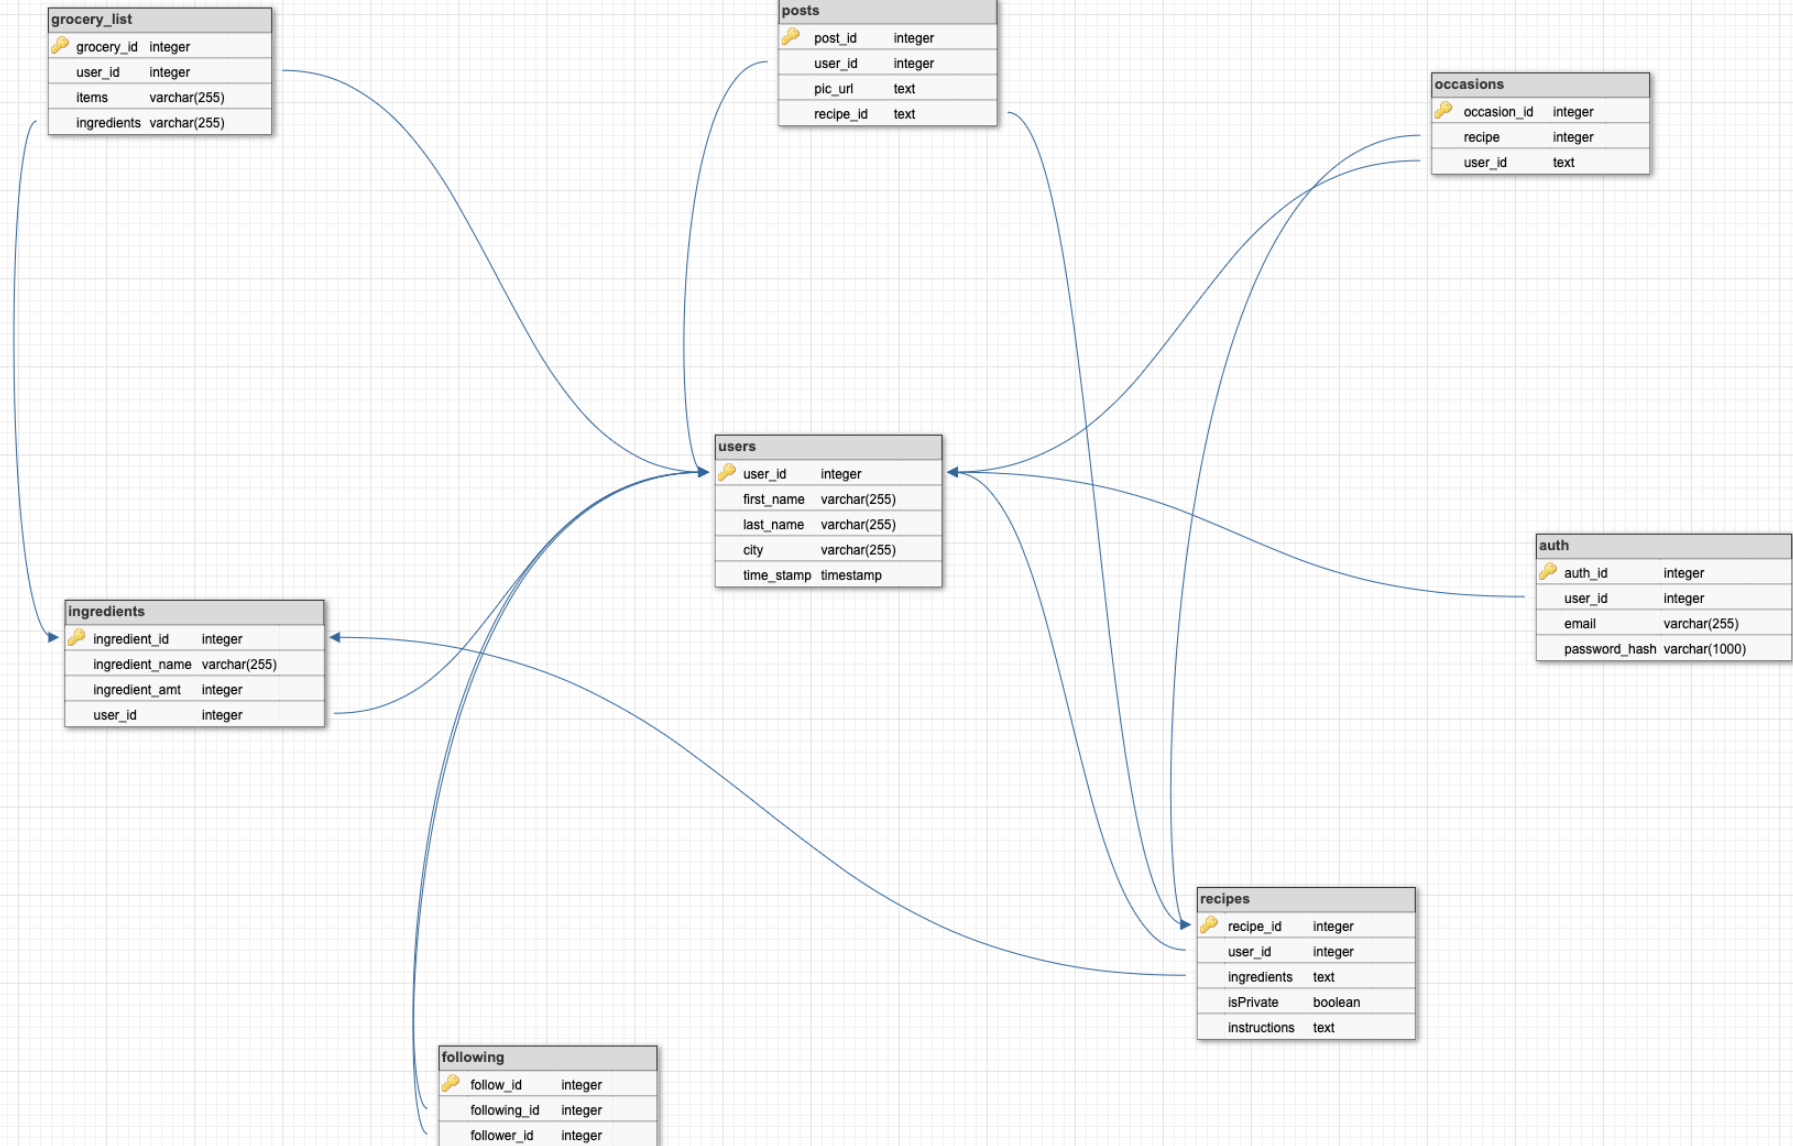 grocery_list
grocery_id integer
user_id integer
items varchar(255)
ingredients varchar(255)
posts
post_id integer
user_id integer
pic_url text
recipe_id text
occasions
occasion_id integer
recipe integer
user_id text
users
user_id integer
first_name varchar(255)
last_name varchar(255)
city varchar(255)
time_stamp timestamp
auth
auth_id integer
user_id integer
email varchar(255)
password_hash varchar(1000)
ingredients
ingredient_id integer
ingredient_name varchar(255)
ingredient_amt integer
user_id integer
recipes
recipe_id integer
user_id integer
ingredients text
isPrivate boolean
instructions text
following
follow_id integer
following_id integer
follower_id integer